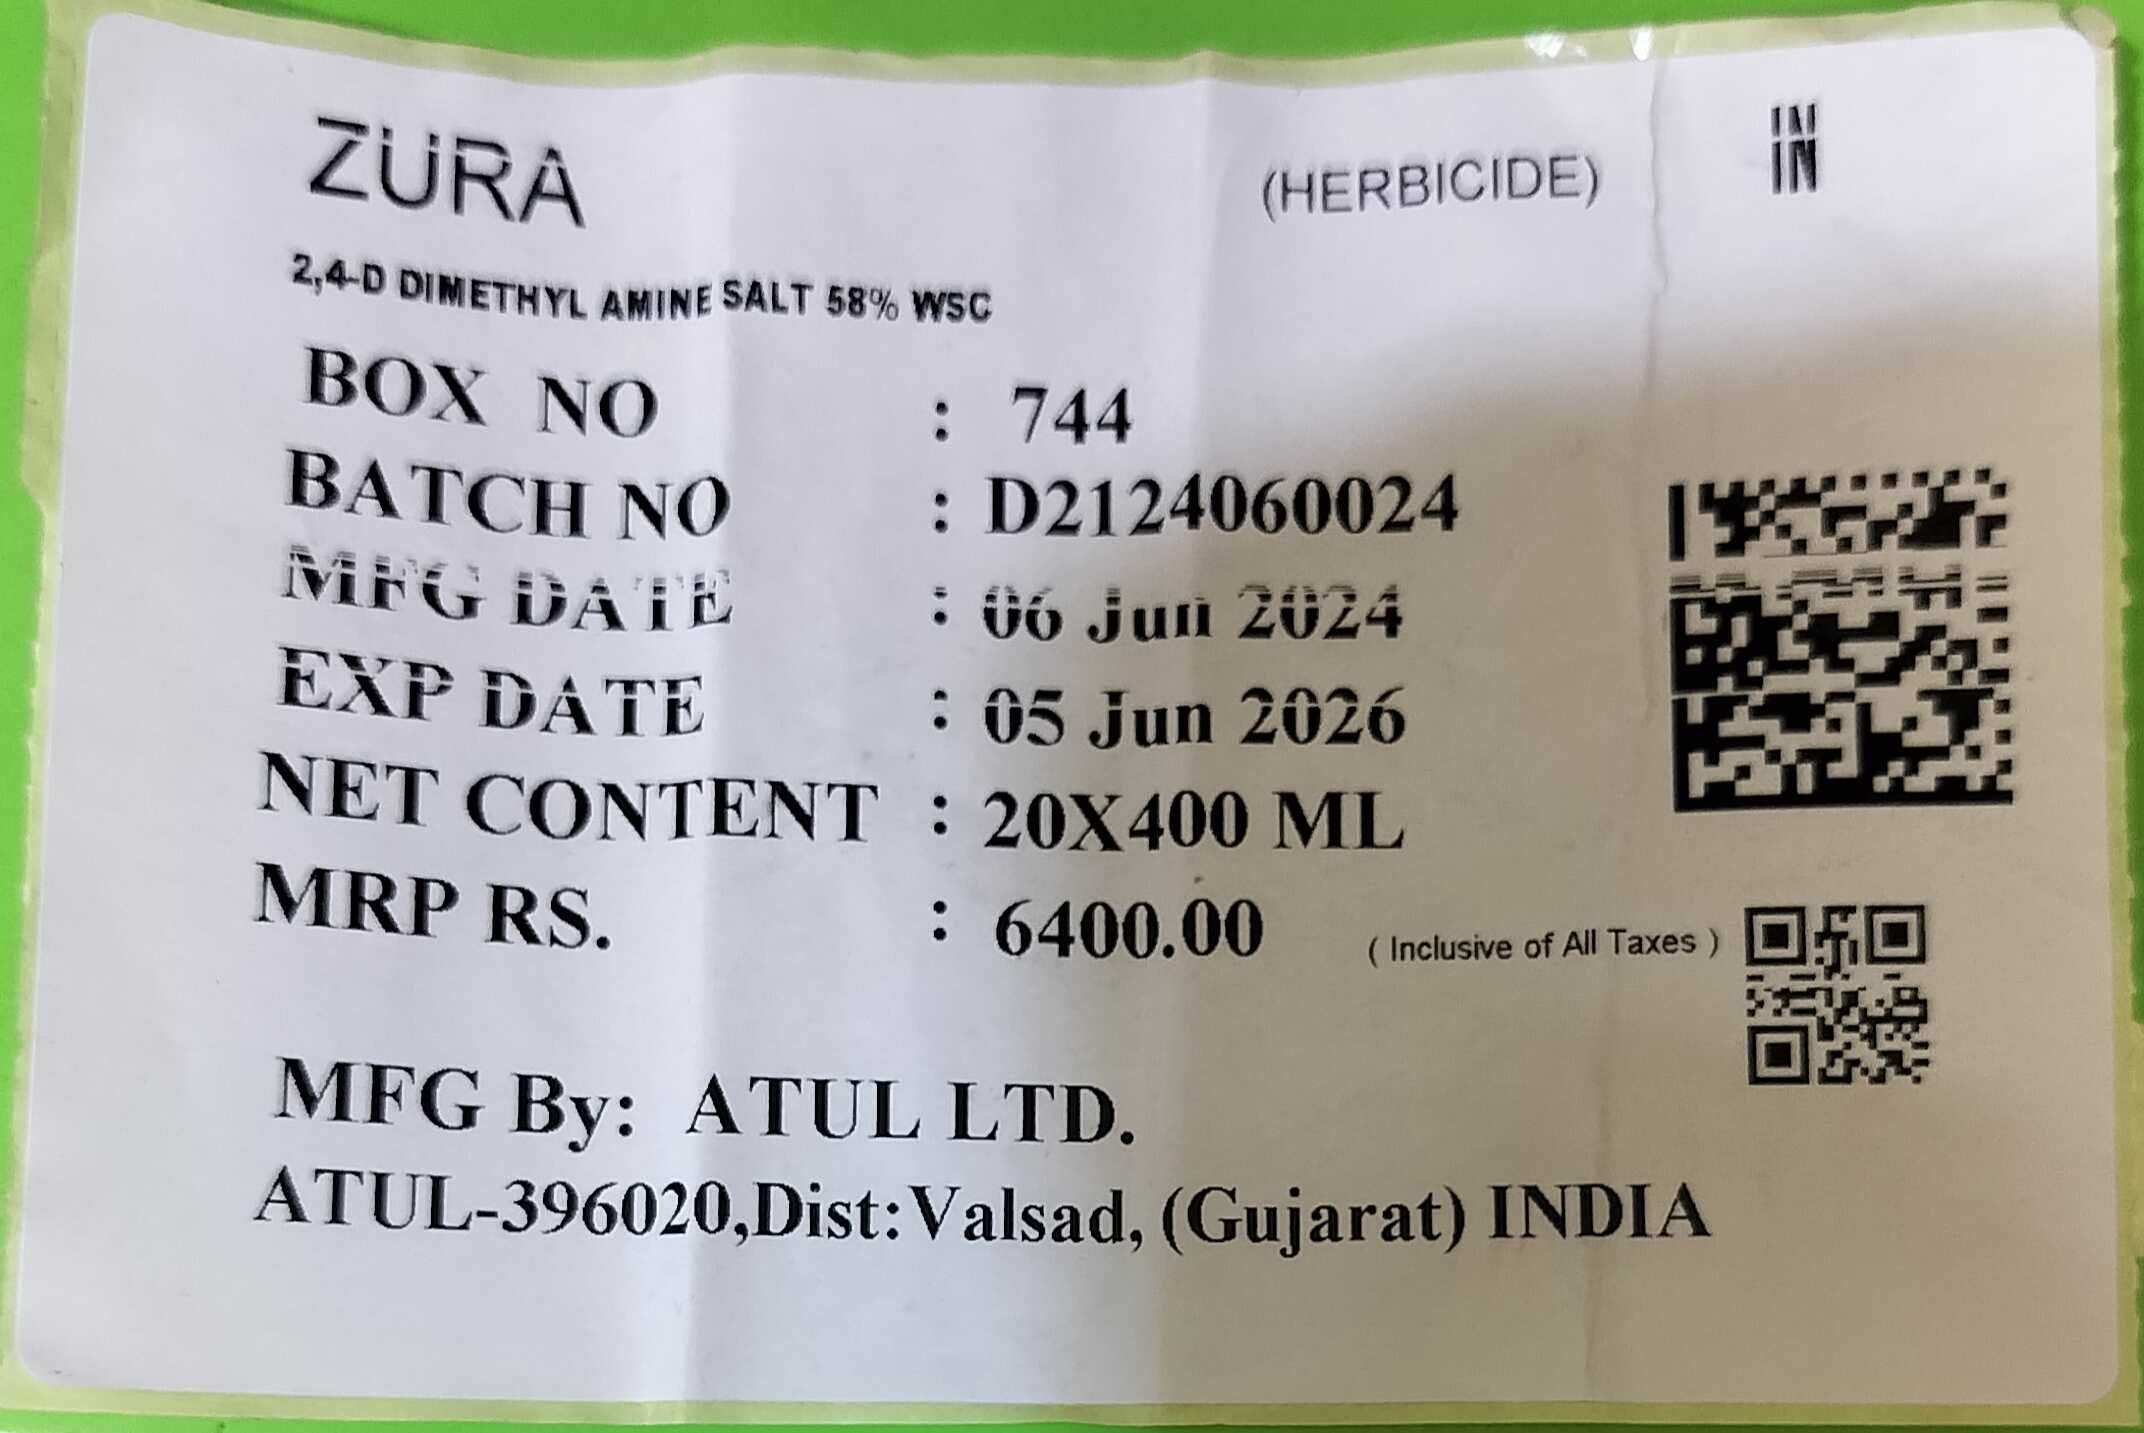 ZURA (HERBICIDE) IN
2,4-D DIMETHYL AMINE SALT 58% WSC
BOX NO : 744
BATCH NO : D2124060024
MFG DATE : 06 Jun 2024
EXP DATE : 05 Jun 2026
NET CONTENT : 20X400 ML
MRP RS. : 6400.00 ( Inclusive of All Taxes )
MFG By: ATUL LTD.
ATUL-396020,Dist:Valsad, (Gujarat) INDIA